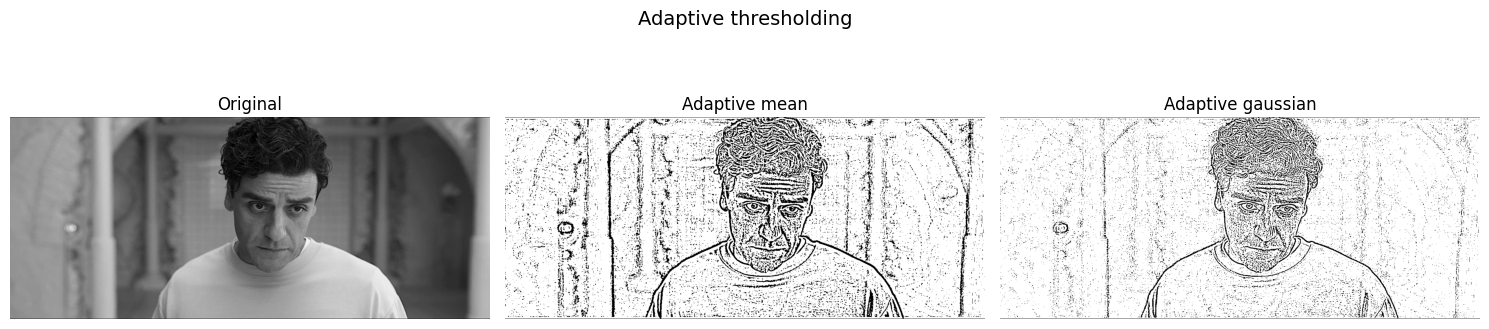 Adaptive thresholding
Original
Adaptive mean
Adaptive gaussian